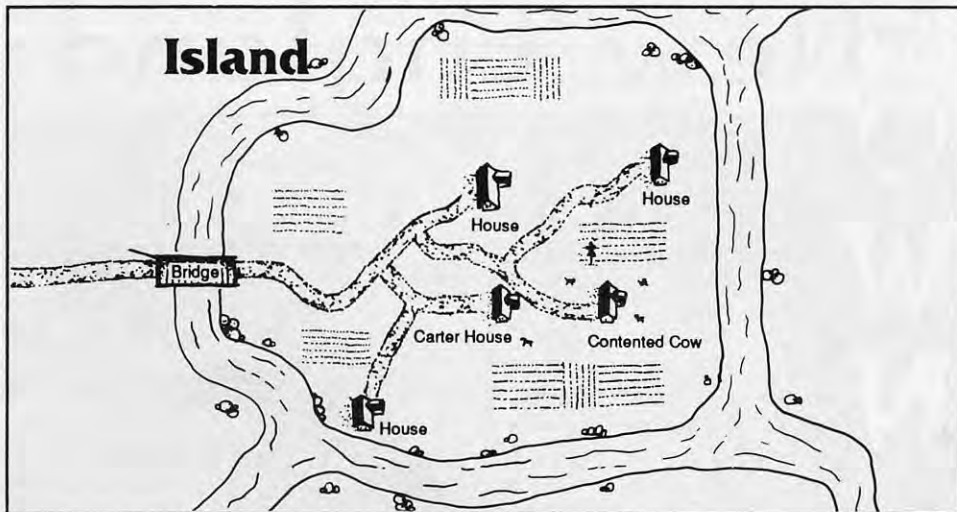 Island
House
House
Bridge
Carter House
Contented Cow
House